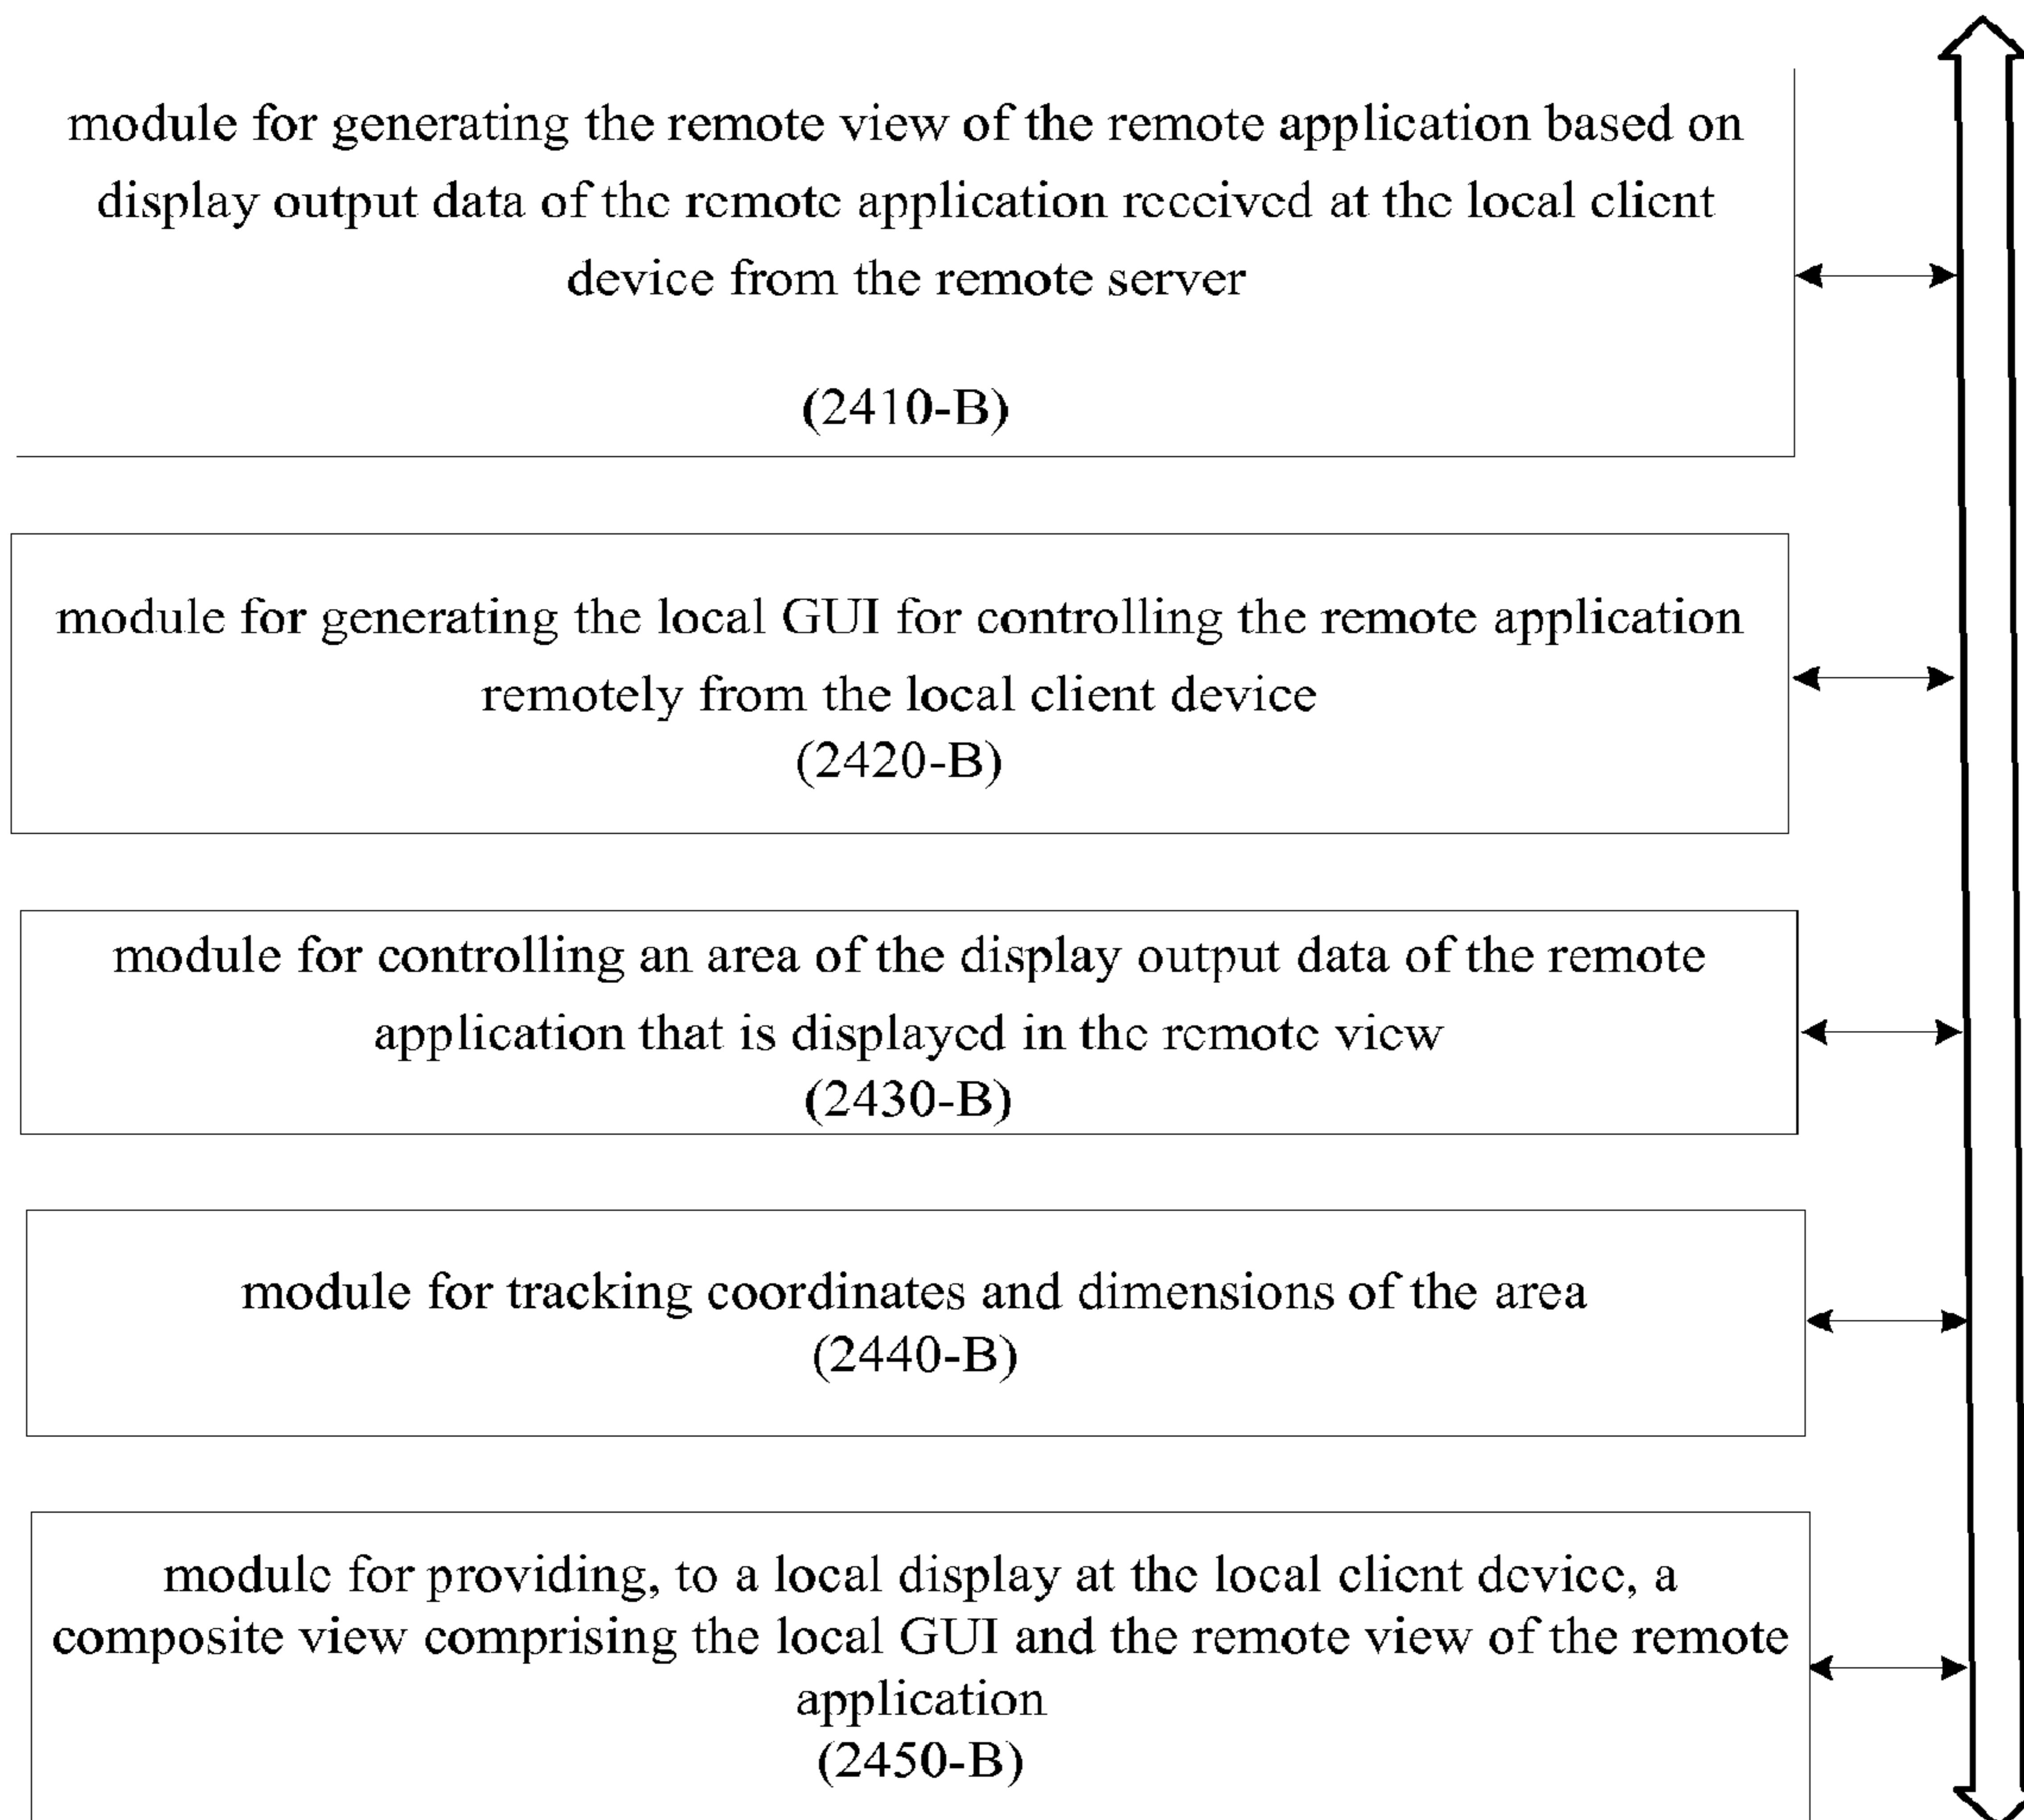 module for generating the remote view of the remote application based on
display output data of the remote application received at the local client
device from the remote server
(2410-B)
module for generating the local GUI for controlling the remote application
remotely from the local client device
(2420-B)
module for controlling an area of the display output data of the remote
application that is displayed in the remote view
(2430-B)
module for tracking coordinates and dimensions of the area
(2440-B)
module for providing, to a local display at the local client device, a
composite view comprising the local GUI and the remote view of the remote
application
(2450-B)